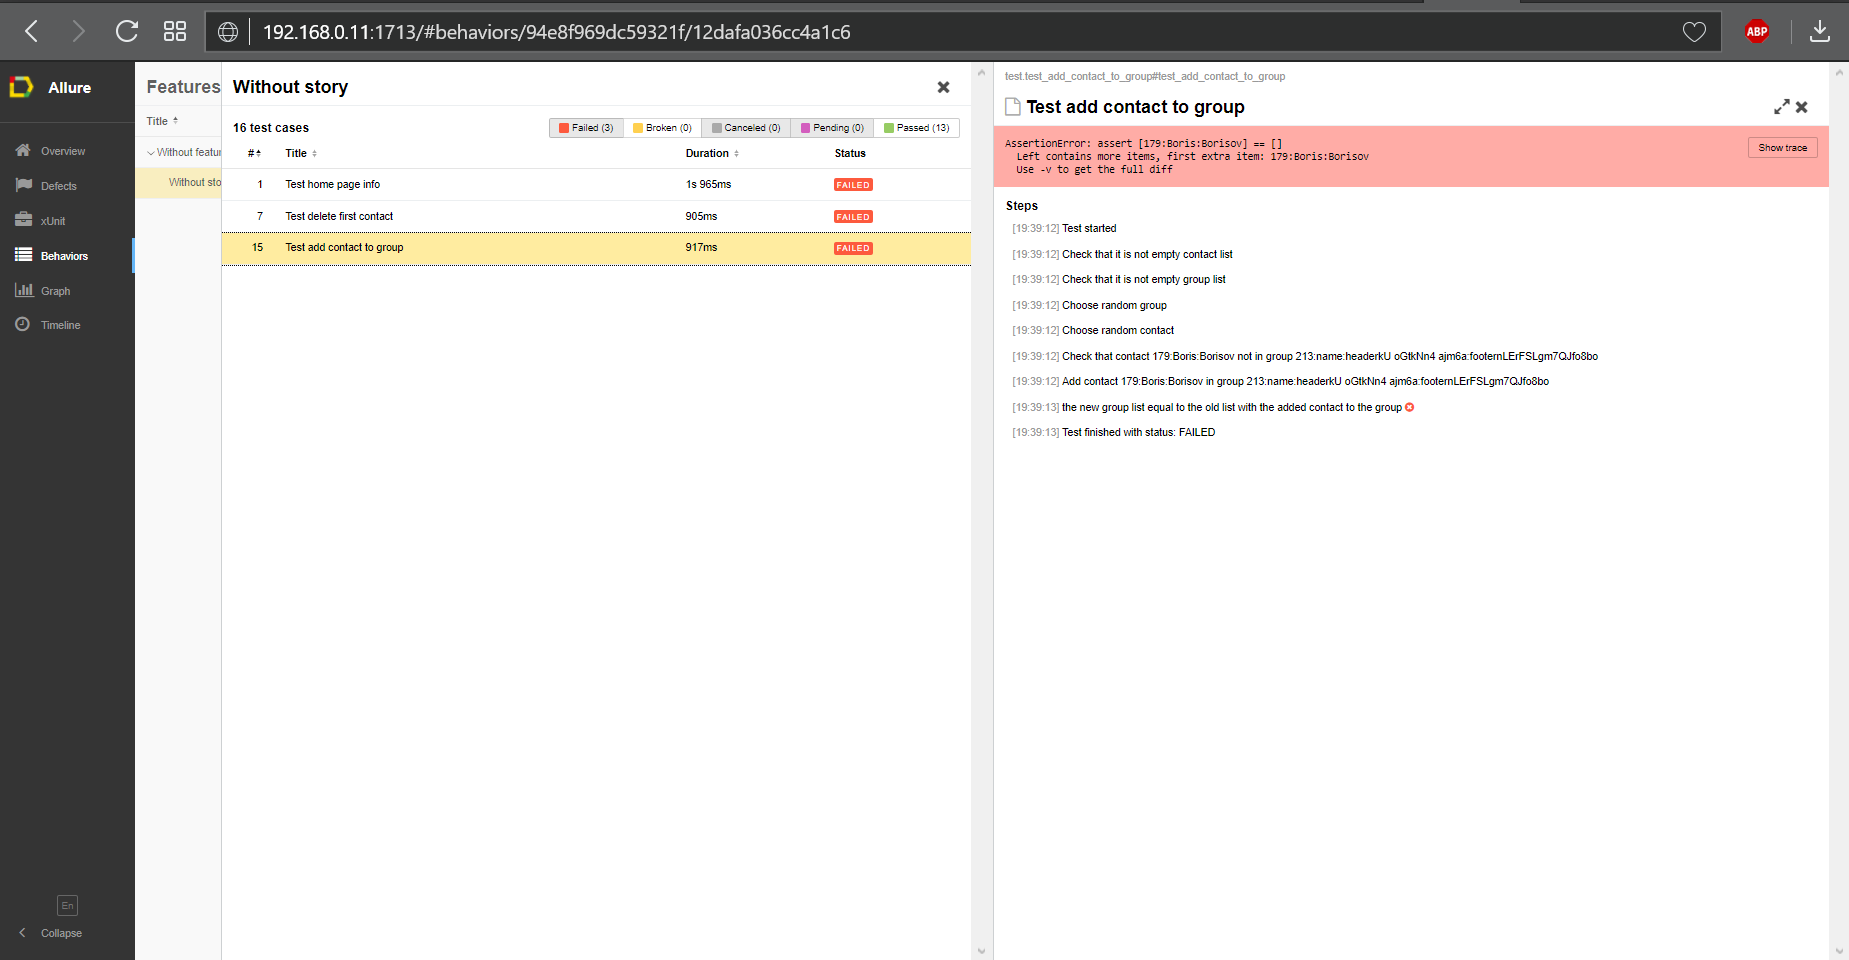 192.168.0.11:1713/#behaviors/94e8f969dc59321f/12dafa036cc4a1c6
ABP
Allure
Overview
Defects
xUnit
Behaviors
Graph
Timeline
En
Collapse
Features
Title
Without featur
Without sto
Without story
16 test cases
Failed (3) Broken (0) Canceled (0) Pending (0) Passed (13)
# Title Duration Status
1 Test home page info 1s 965ms FAILED
7 Test delete first contact 905ms FAILED
15 Test add contact to group 917ms FAILED
test.test_add_contact_to_group#test_add_contact_to_group
Test add contact to group
AssertionError: assert [179:Boris:Borisov] == []
Left contains more items, first extra item: 179:Boris:Borisov
Use -v to get the full diff
Show trace
Steps
[19:39:12] Test started
[19:39:12] Check that it is not empty contact list
[19:39:12] Check that it is not empty group list
[19:39:12] Choose random group
[19:39:12] Choose random contact
[19:39:12] Check that contact 179:Boris:Borisov not in group 213:name:headerkU oGtkNn4 ajm6a:footernLErFSLgm7QJfo8bo
[19:39:12] Add contact 179:Boris:Borisov in group 213:name:headerkU oGtkNn4 ajm6a:footernLErFSLgm7QJfo8bo
[19:39:13] the new group list equal to the old list with the added contact to the group
[19:39:13] Test finished with status: FAILED